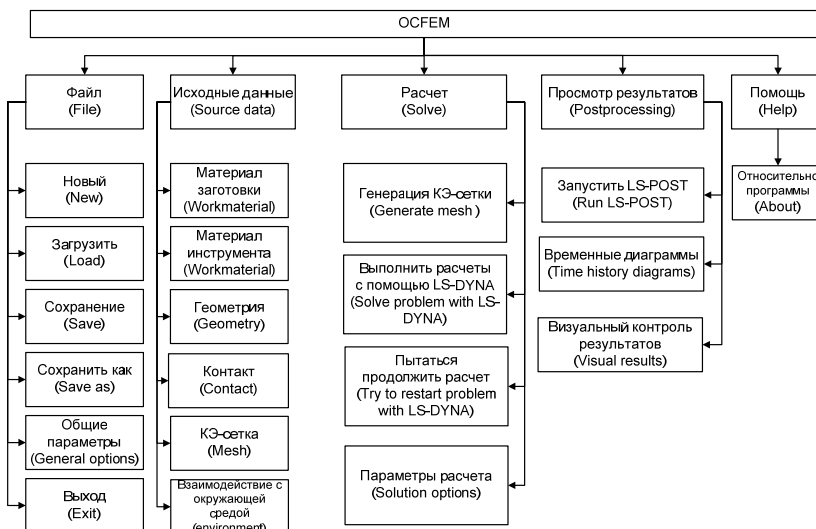 OCFEM
Файл
(File)
Исходные данные
(Source data)
Расчет
(Solve)
Просмотр результатов
(Postprocessing)
Помощь
(Help)
Новый
(New)
Загрузить
(Load)
Сохранение
(Save)
Сохранить как
(Save as)
Общие
параметры
(General options)
Выход
(Exit)
Материал
заготовки
(Workmaterial)
Материал
инструмента
(Workmaterial)
Геометрия
(Geometry)
Контакт
(Contact)
КЭ-сетка
(Mesh)
Взаимодействие с
окружающей
средой
(environment)
Генерация КЭ-сетки
(Generate mesh )
Выполнить расчеты
с помощью LS-DYNA
(Solve problem with LS-
DYNA)
Пытаться
продолжить расчет
(Try to restart problem
with LS-DYNA)
Параметры расчета
(Solution options)
Запустить LS-POST
(Run LS-POST)
Временные диаграммы
(Time history diagrams)
Визуальный контроль
результатов
(Visual results)
Относительно
программы
(About)